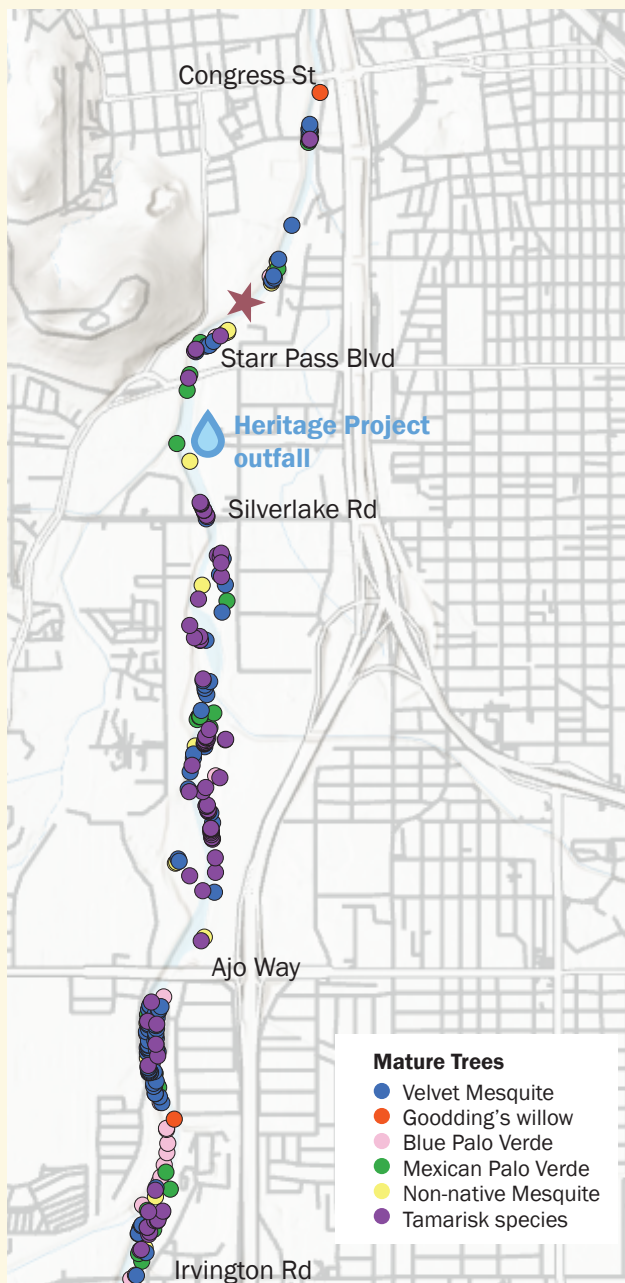 Congress St
Starr Pass Blvd
Heritage Project
outfall
Silverlake Rd
Ajo Way
Mature Trees
Velvet Mesquite
Goodding's willow
Blue Palo Verde
Mexican Palo Verde
Non-native Mesquite
Tamarisk species
Irvington Rd